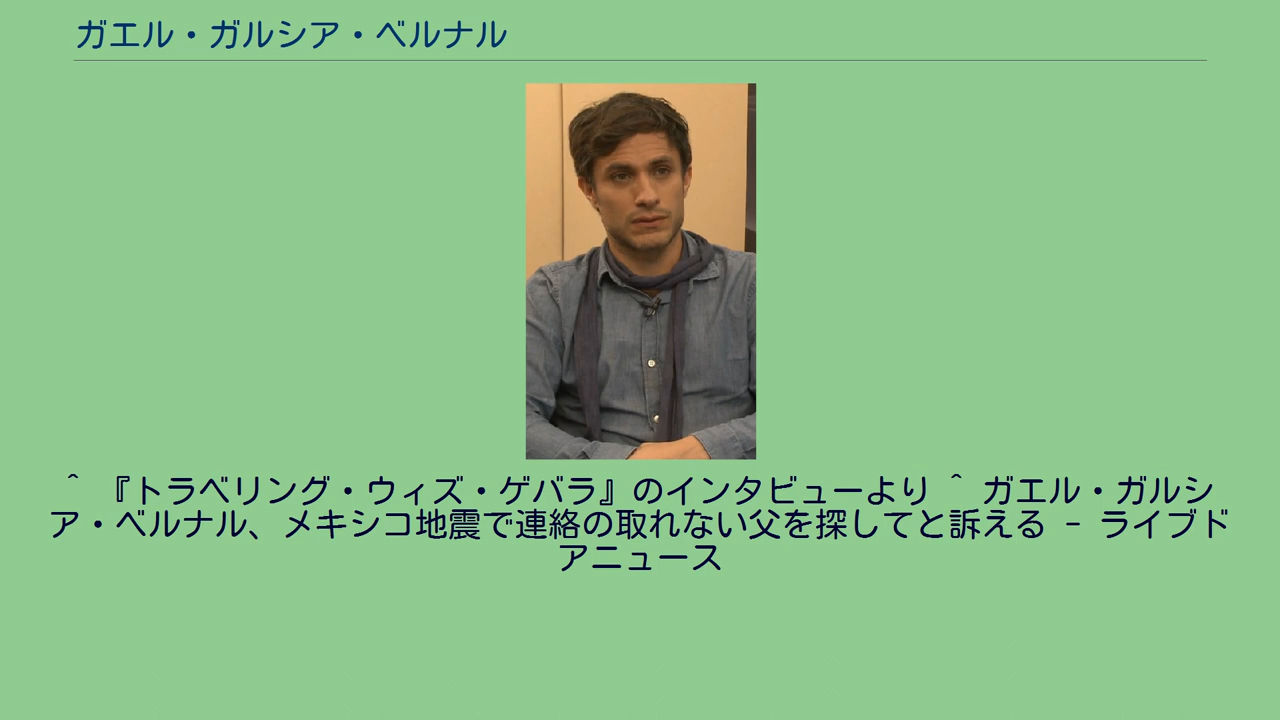 ガエル・ガルシア・ベルナル
^ 『トラベリング・ウィズ・ゲバラ』のインタビューより ^ ガエル・ガルシ
ア・ベルナル、メキシコ地震で連絡の取れない父を探してと訴える - ライブド
アニュース